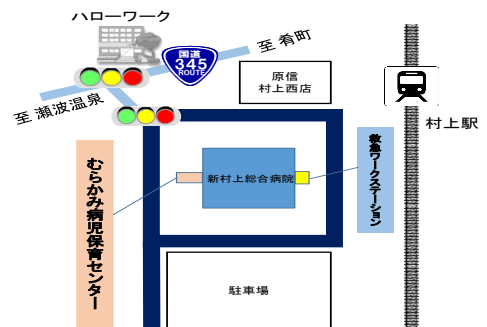 ハローワーク
国道
345
ROUTE
至 肴町
至 瀬波温泉
原信
村上西店
村上駅
むらかみ病児保育センター
新村上総合病院
救急ワークステーション
駐車場